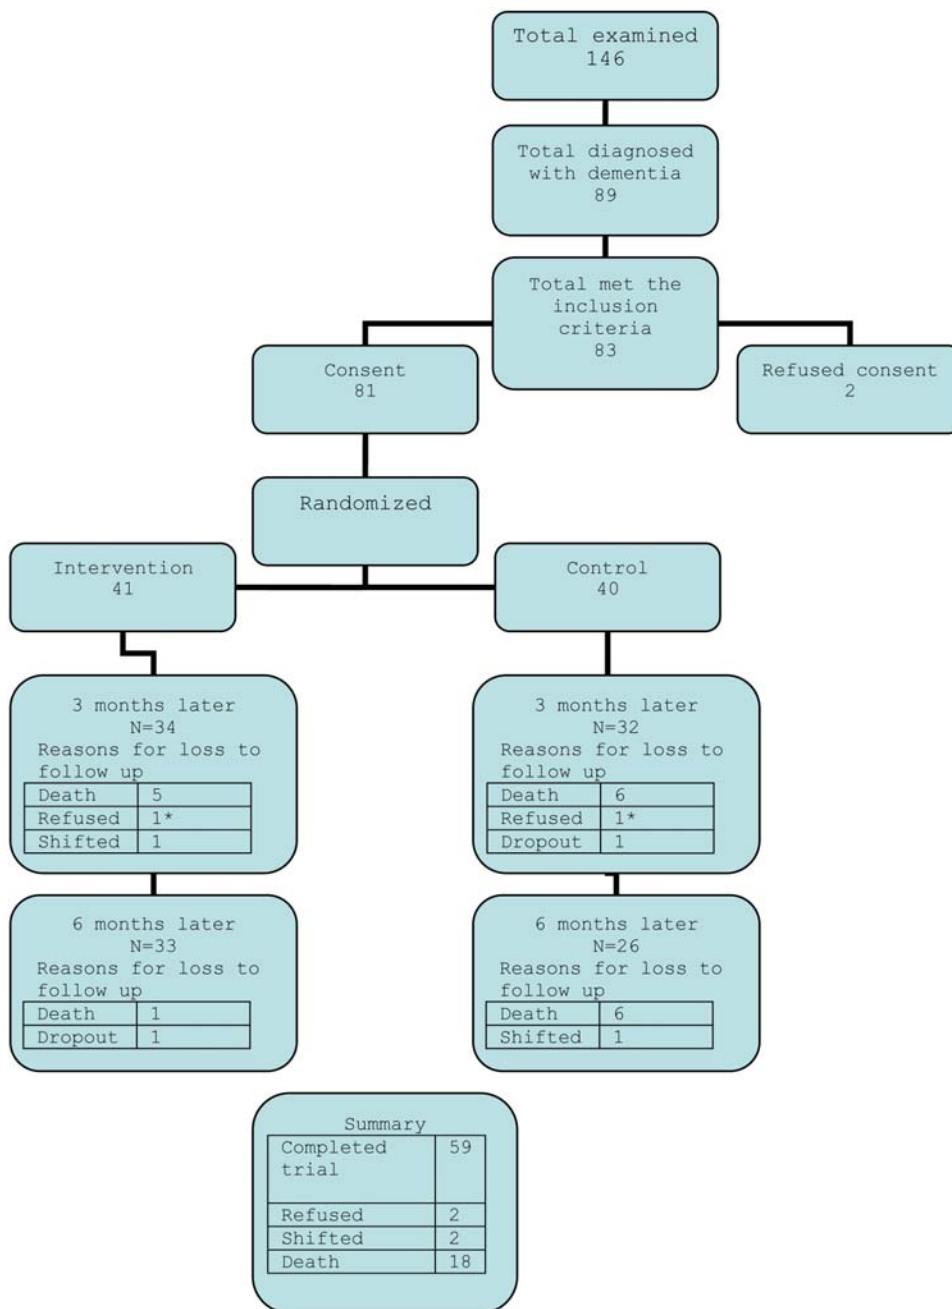 Total examined
146
Total diagnosed
with dementia
89
Total met the
inclusion
criteria
83
Consent
81
Refused consent
2
Randomized
Intervention
41
Control
40
3 months later
N=34
Reasons for loss to
follow up
Death 5
Refused 1*
Shifted 1
3 months later
N=32
Reasons for loss to
follow up
Death 6
Refused 1*
Dropout 1
6 months later
N=33
Reasons for loss to
follow up
Death 1
Dropout 1
6 months later
N=26
Reasons for loss to
follow up
Death 6
Shifted 1
Summary
Completed 59
trial
Refused 2
Shifted 2
Death 18